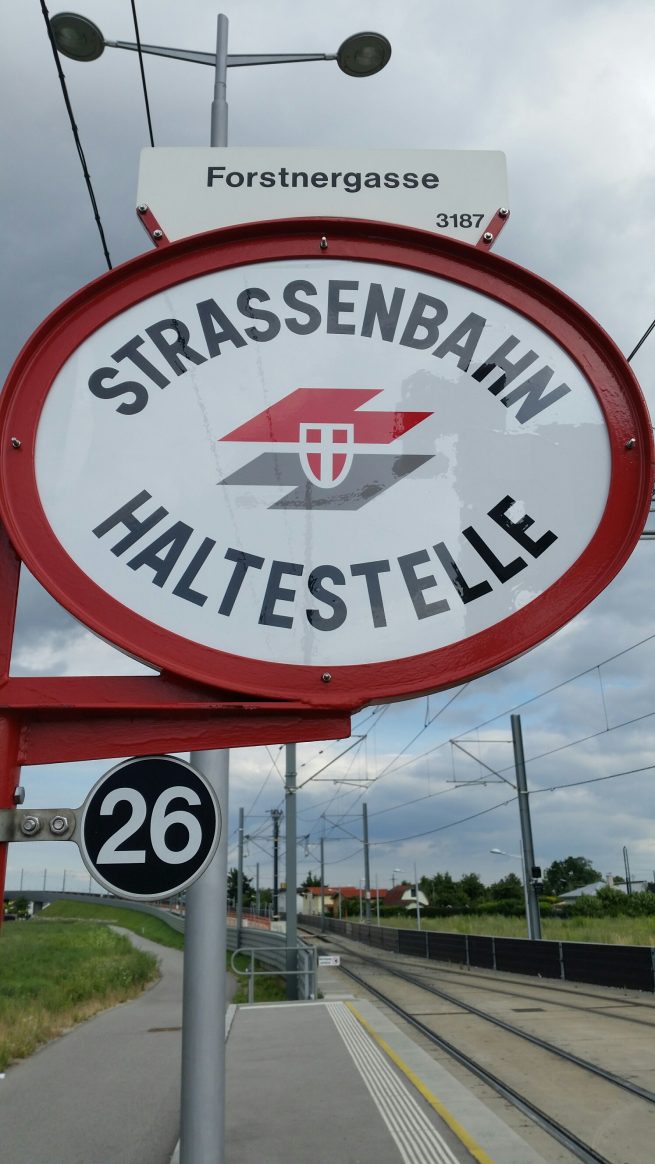 Forstnergasse
3187
STRASSENBAHN
HALTESTELLE
26